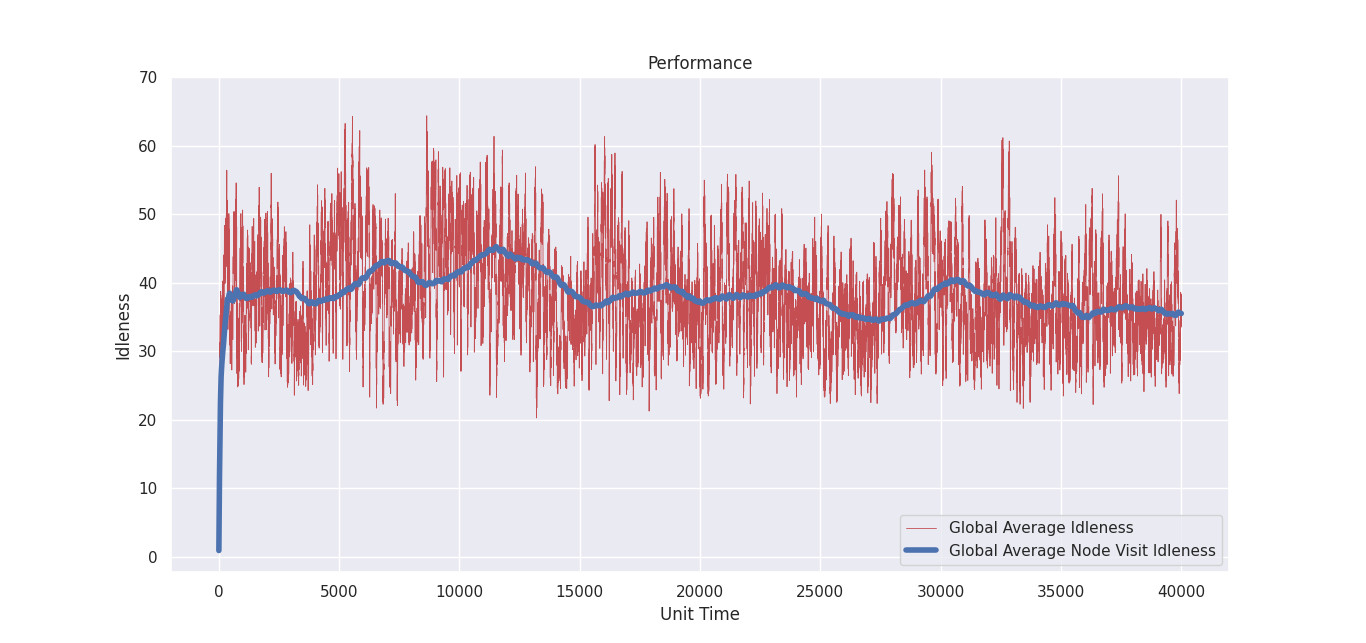 Performance
70
60
50
40
30
20
10
0
Idleness
0 5000 10000 15000 20000 25000 30000 35000 40000
Unit Time
Global Average Idleness
Global Average Node Visit Idleness